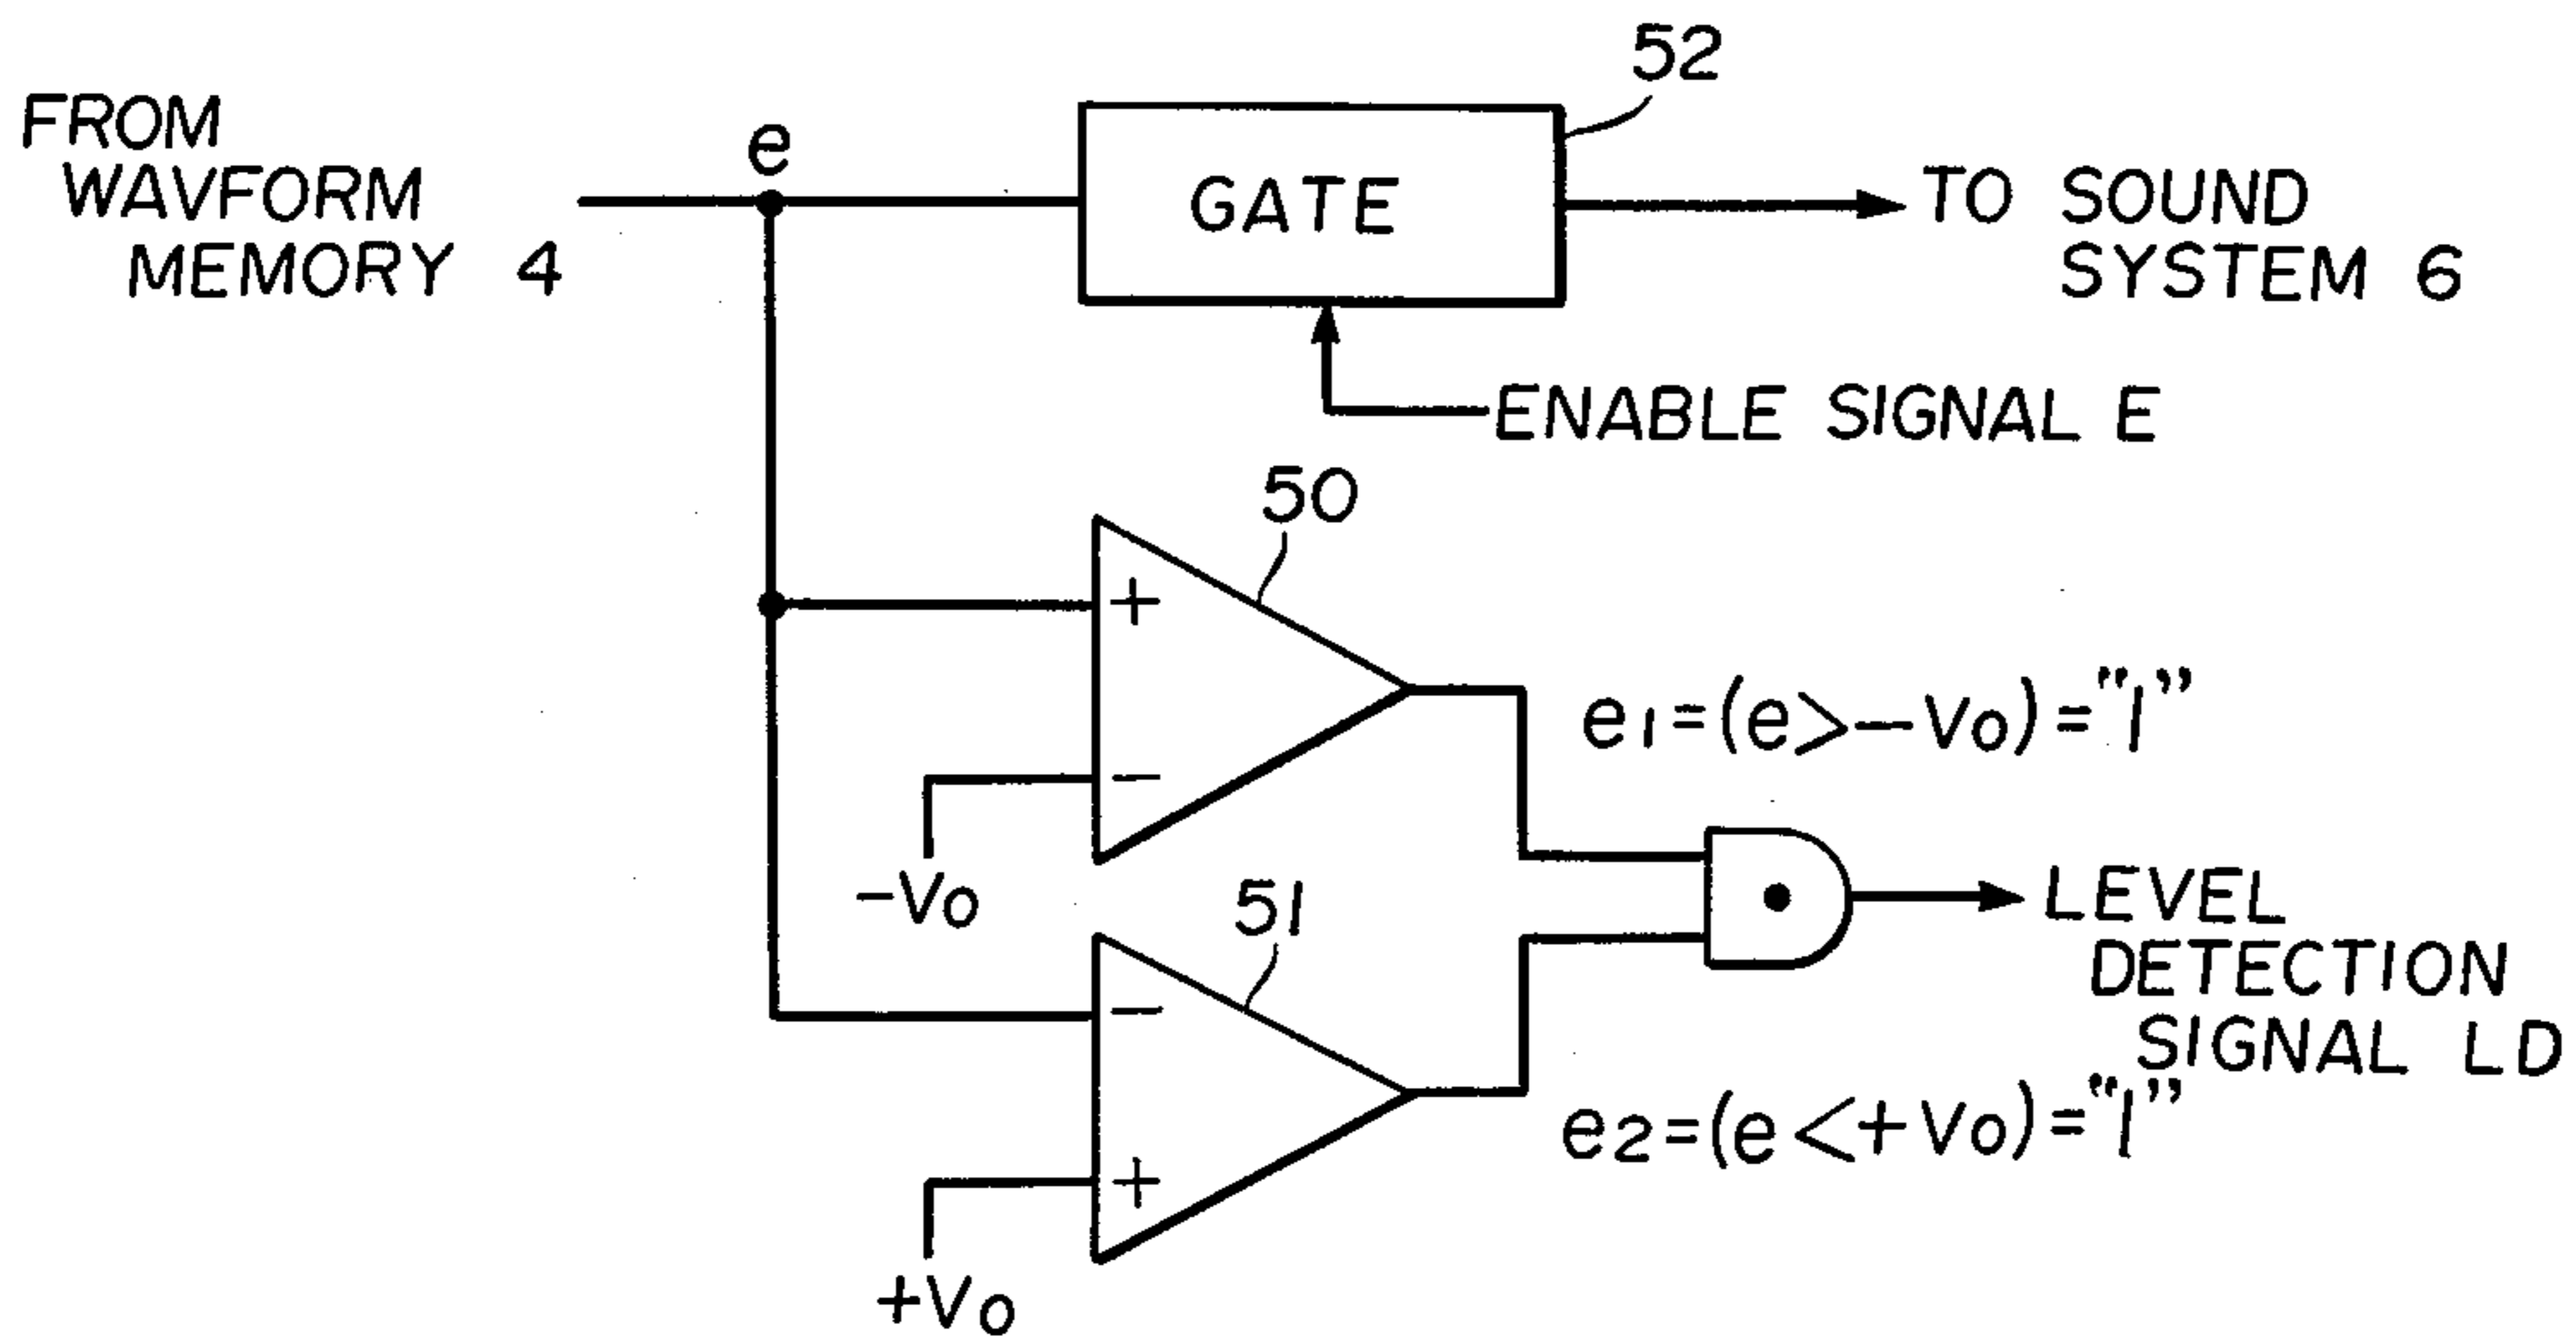 52
FROM
WAVFORM
MEMORY 4
e
GATE
TO SOUND
SYSTEM 6
ENABLE SIGNAL E
50
+
−
−Vo
e1=(e>−Vo)="1"
51
−
+
+Vo
LEVEL
DETECTION
SIGNAL LD
e2=(e<+Vo)="1"